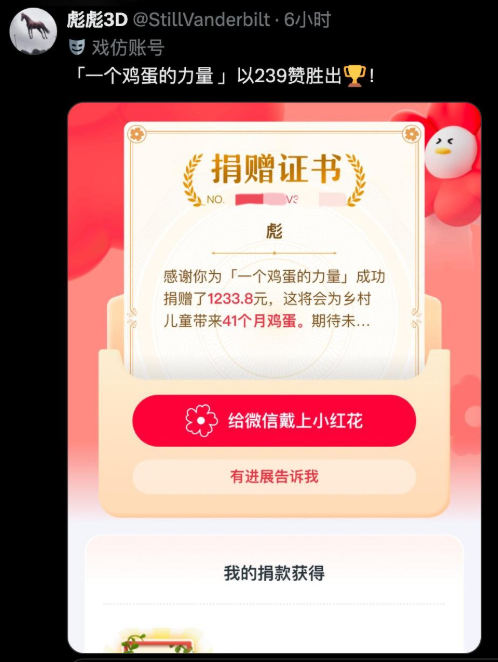 彪彪3D @StillVanderbilt · 6小时
戏仿账号
「一个鸡蛋的力量 」以239赞胜出🏆！
捐赠证书
NO. V3
彪
感谢你为「一个鸡蛋的力量」成功
捐赠了1233.8元，这将会为乡村
儿童带来41个月鸡蛋。期待未...
给微信戴上小红花
有进展告诉我
我的捐款获得